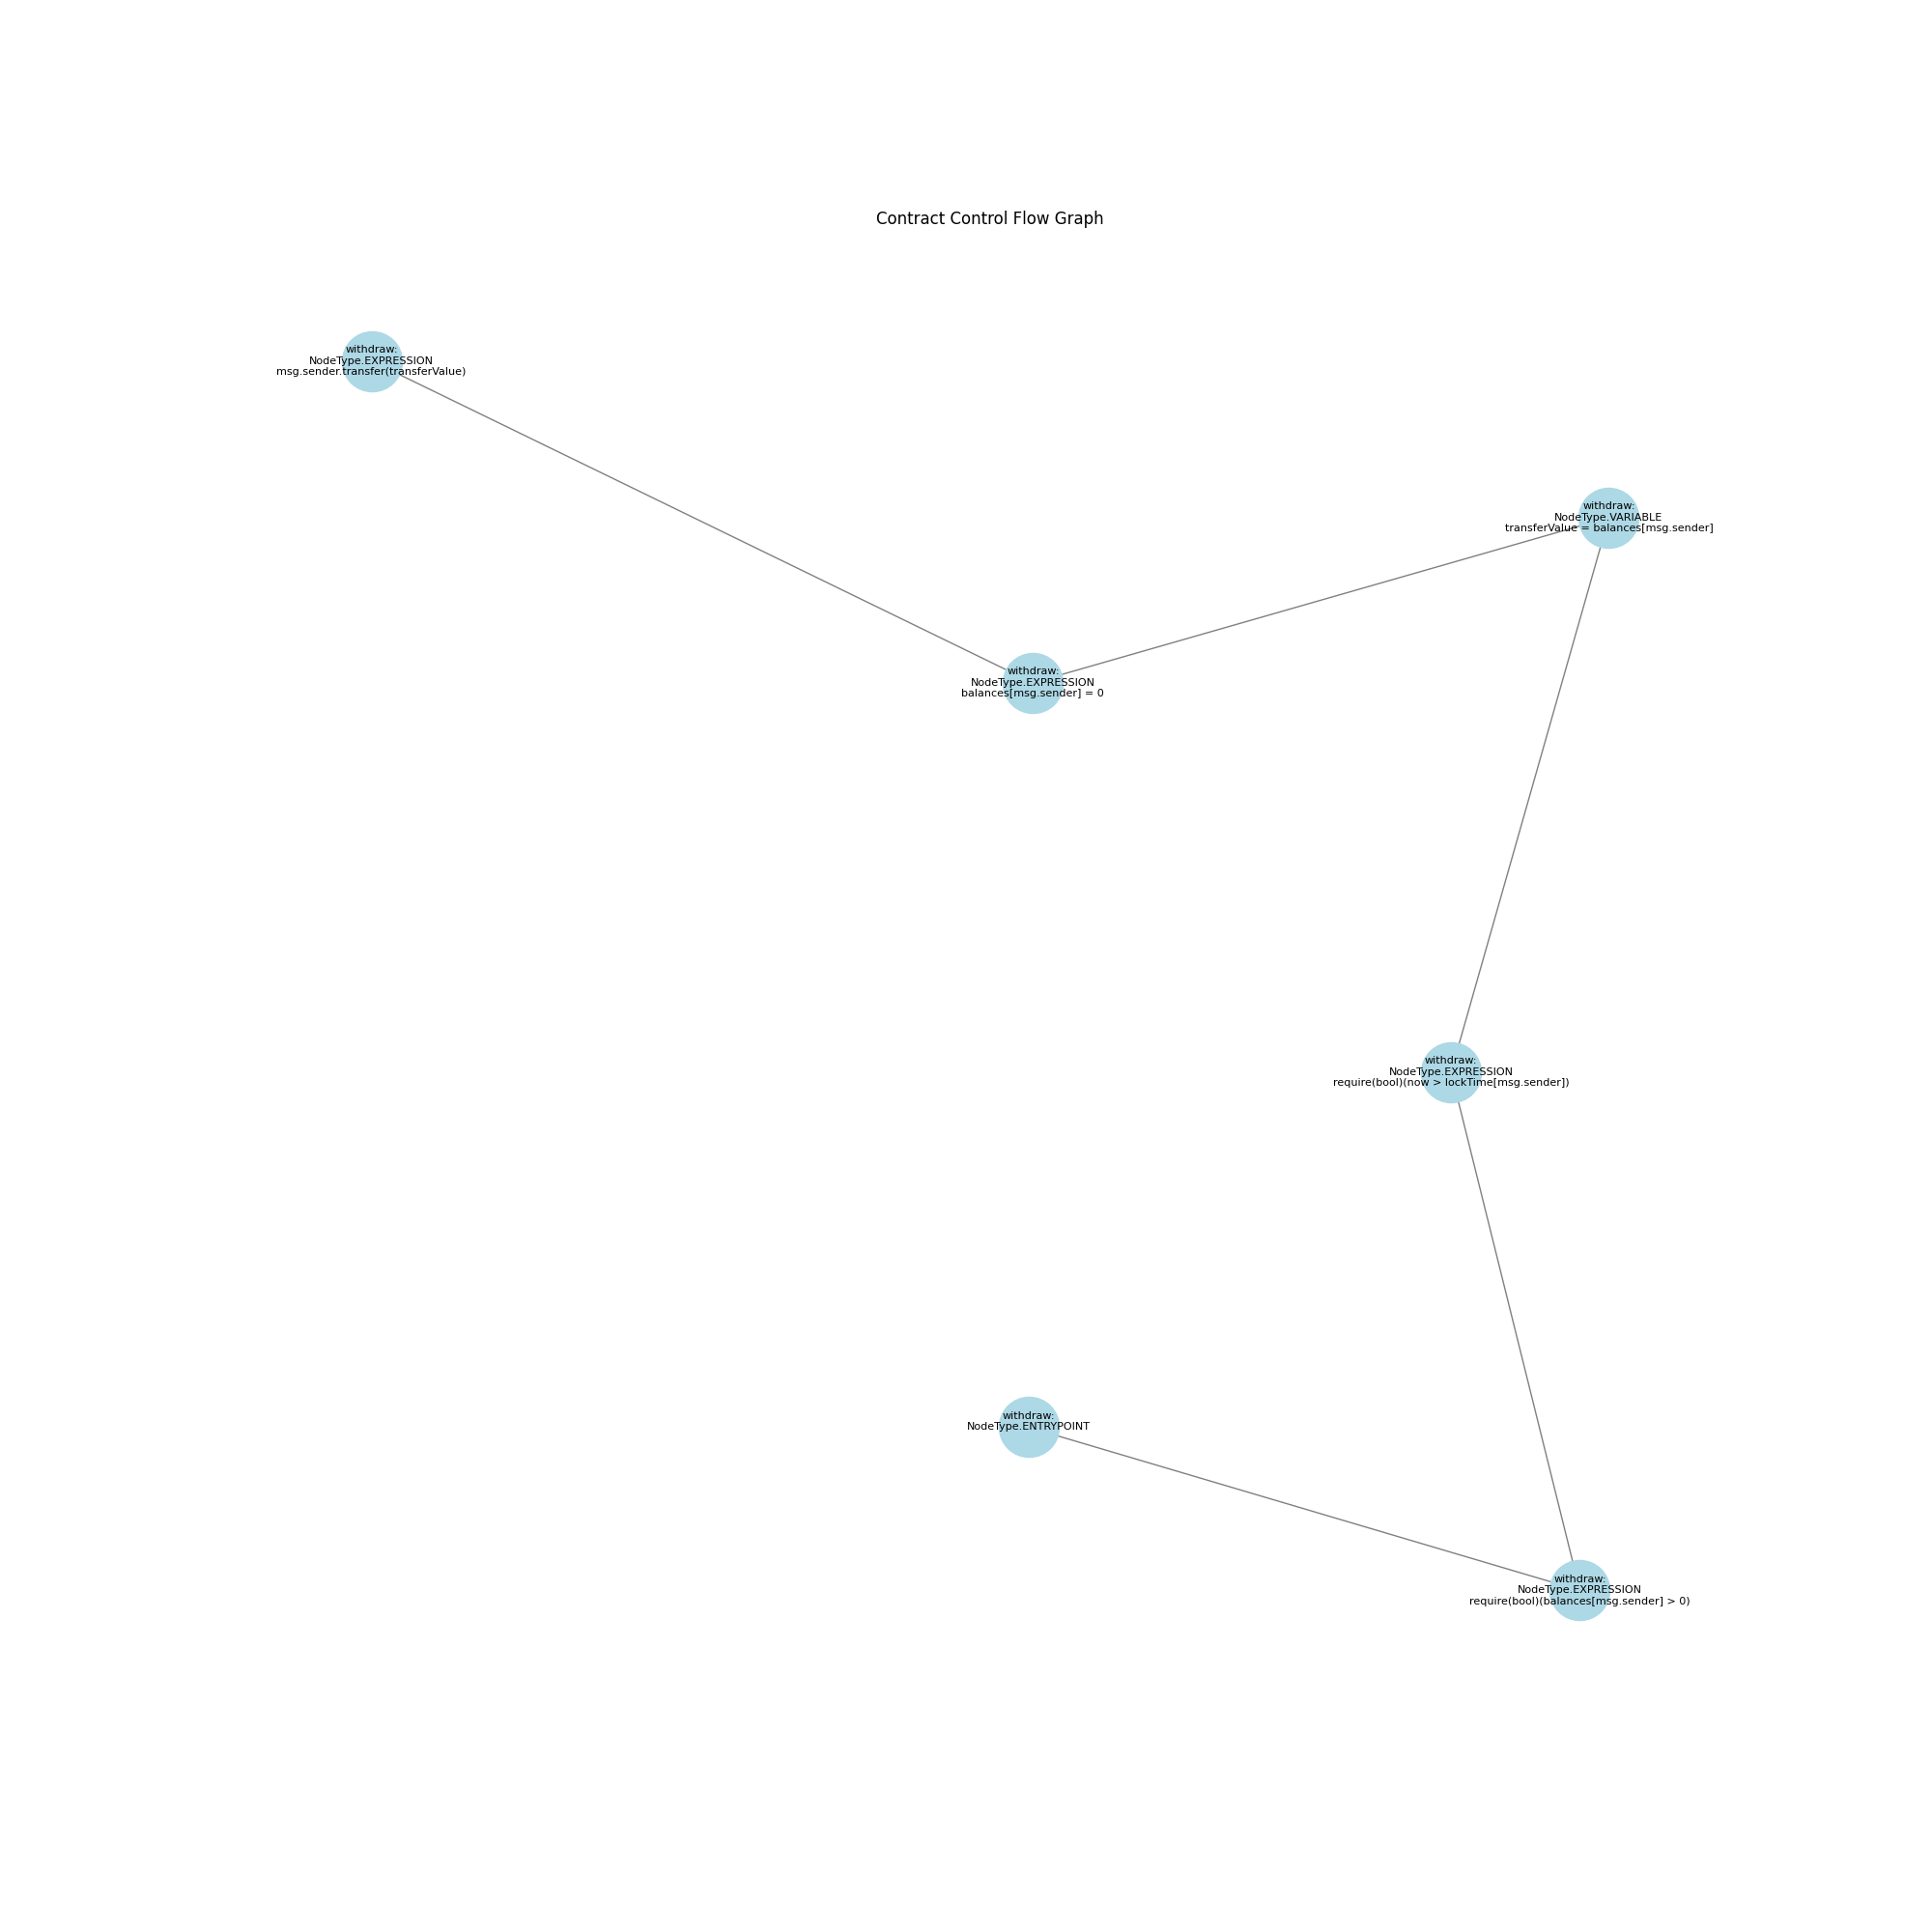 Contract Control Flow Graph
withdraw:
NodeType.EXPRESSION
msg.sender.transfer(transferValue)
withdraw:
NodeType.VARIABLE
transferValue = balances[msg.sender]
withdraw:
NodeType.EXPRESSION
balances[msg.sender] = 0
withdraw:
NodeType.EXPRESSION
require(bool)(now > lockTime[msg.sender])
withdraw:
NodeType.ENTRYPOINT
withdraw:
NodeType.EXPRESSION
require(bool)(balances[msg.sender] > 0)